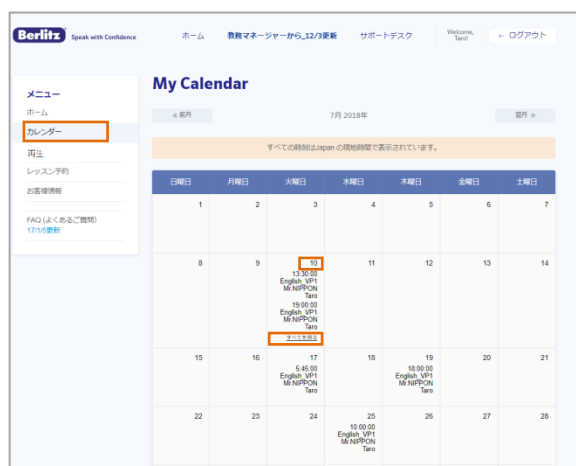 Berlitz Speak with Confidence
ホーム
教務マネージャーから_12/3更新
サポートデスク
Welcome, Taro!
← ログアウト
メニュー
ホーム
カレンダー
再生
レッスン予約
お客様情報
FAQ (よくあるご質問)
17/1/5更新
My Calendar
« 前月
7月 2018年
翌月 »
すべての時刻はJapan の現地時間で表示されています。
日曜日 月曜日 火曜日 水曜日 木曜日 金曜日 土曜日
1 2 3 4 5 6 7
8 9 10 11 12 13 14
13:30:00
English_VP1
Mr.NIPPON
Taro
19:00:00
English_VP1
Mr.NIPPON
Taro
すべてを見る
15 16 17 18 19 20 21
5:45:00
English_VP1
Mr.NIPPON
Taro
18:00:00
English_VP1
Mr.NIPPON
Taro
22 23 24 25 26 27 28
10:00:00
English_VP1
Mr.NIPPON
Taro